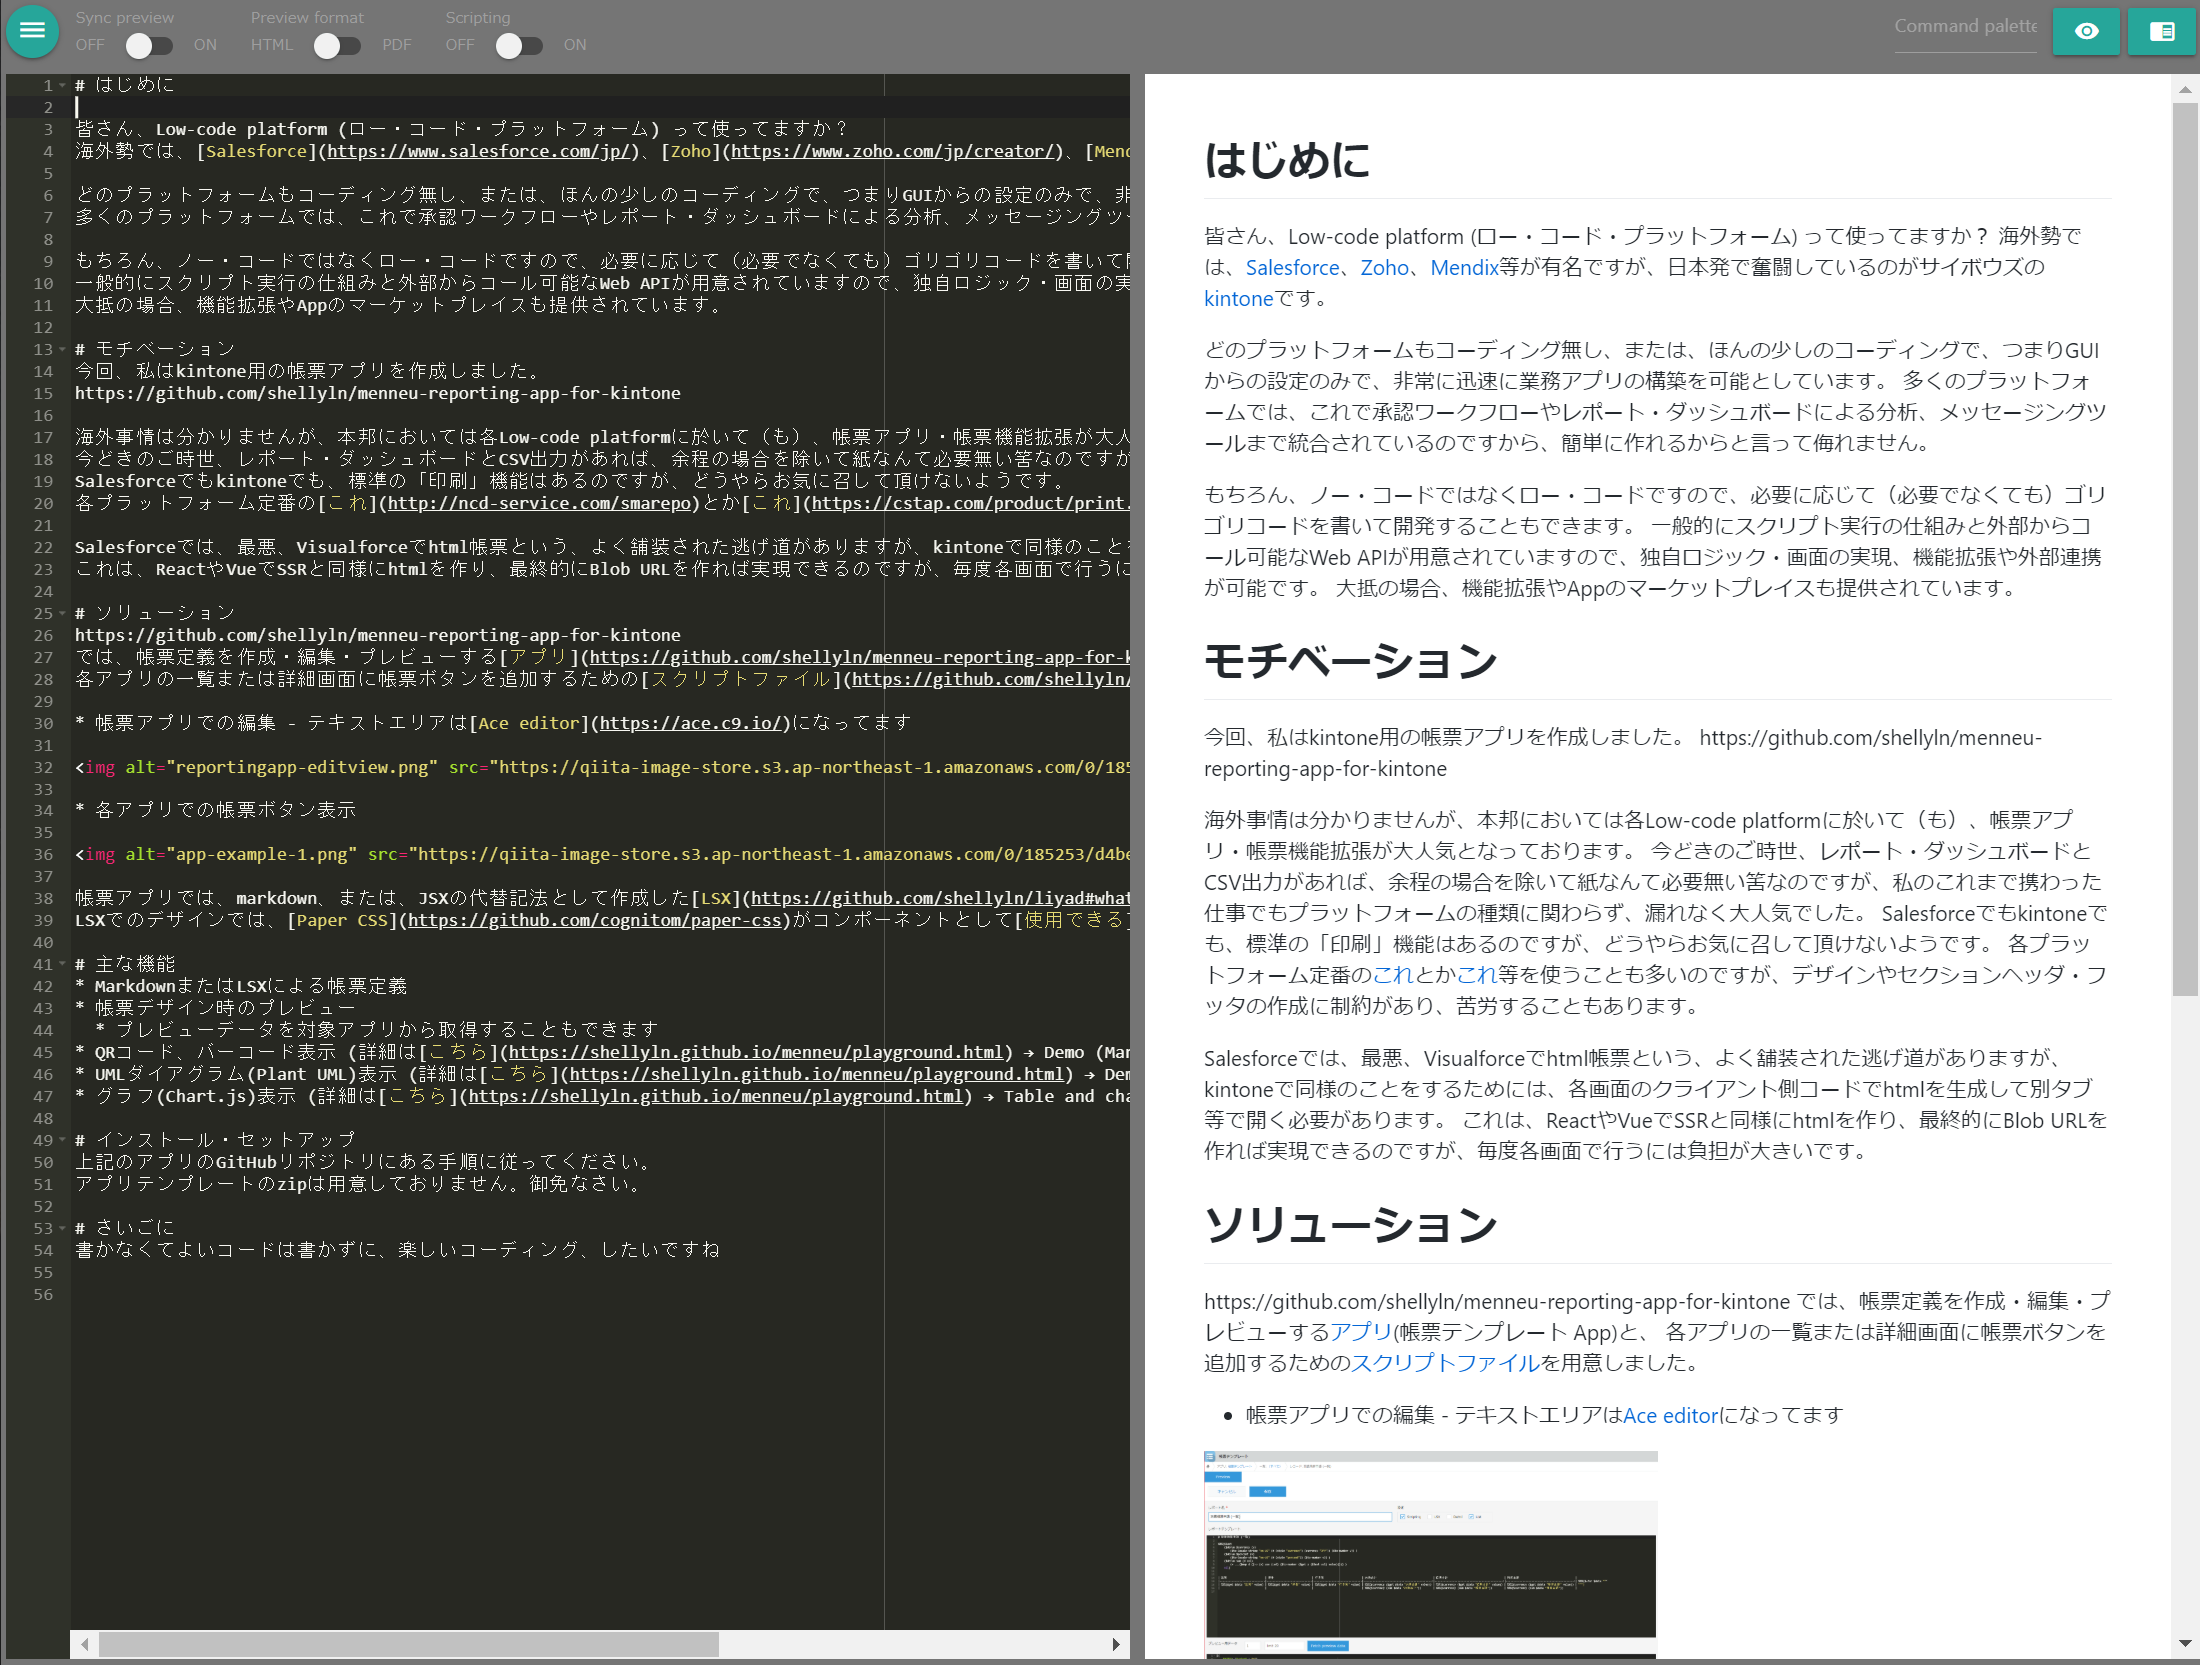 Sync preview
OFF ON
Preview format
HTML PDF
Scripting
OFF ON
Command palette
1 # はじめに
2
3 皆さん、Low-code platform (ロー・コード・プラットフォーム) って使ってますか？
4 海外勢では、[Salesforce](https://www.salesforce.com/jp/)、[Zoho](https://www.zoho.com/jp/creator/)、[Mend
5
6 どのプラットフォームもコーディング無し、または、ほんの少しのコーディングで、つまりGUIからの設定のみで、非
7 多くのプラットフォームでは、これで承認ワークフローやレポート・ダッシュボードによる分析、メッセージングツー
8
9 もちろん、ノー・コードではなくロー・コードですので、必要に応じて（必要でなくても）ゴリゴリコードを書いて開
10 一般的にスクリプト実行の仕組みと外部からコール可能なWeb APIが用意されていますので、独自ロジック・画面の実
11 大抵の場合、機能拡張やAppのマーケットプレイスも提供されています。
12
13 # モチベーション
14 今回、私はkintone用の帳票アプリを作成しました。
15 https://github.com/shellyln/menneu-reporting-app-for-kintone
16
17 海外事情は分かりませんが、本邦においては各Low-code platformに於いて（も）、帳票アプリ・帳票機能拡張が大人
18 今どきのご時世、レポート・ダッシュボードとCSV出力があれば、余程の場合を除いて紙なんて必要無い筈なのですが
19 Salesforceでもkintoneでも、標準の「印刷」機能はあるのですが、どうやらお気に召して頂けないようです。
20 各プラットフォーム定番の[これ](http://ncd-service.com/smarepo)とか[これ](https://cstap.com/product/print.
21
22 Salesforceでは、最悪、Visualforceでhtml帳票という、よく舗装された逃げ道がありますが、kintoneで同様のことを
23 これは、ReactやVueでSSRと同様にhtmlを作り、最終的にBlob URLを作れば実現できるのですが、毎度各画面で行うに
24
25 # ソリューション
26 https://github.com/shellyln/menneu-reporting-app-for-kintone
27 では、帳票定義を作成・編集・プレビューする[アプリ](https://github.com/shellyln/menneu-reporting-app-for-k
28 各アプリの一覧または詳細画面に帳票ボタンを追加するための[スクリプトファイル](https://github.com/shellyln/
29
30 * 帳票アプリでの編集 - テキストエリアは[Ace editor](https://ace.c9.io/)になってます
31
32 <img alt="reportingapp-editview.png" src="https://qiita-image-store.s3.ap-northeast-1.amazonaws.com/0/185
33
34 * 各アプリでの帳票ボタン表示
35
36 <img alt="app-example-1.png" src="https://qiita-image-store.s3.ap-northeast-1.amazonaws.com/0/185253/d4be
37
38 帳票アプリでは、markdown、または、JSXの代替記法として作成した[LSX](https://github.com/shellyln/liyad#what
39 LSXでのデザインでは、[Paper CSS](https://github.com/cognitom/paper-css)がコンポーネントとして[使用できる]
40
41 # 主な機能
42 * MarkdownまたはLSXによる帳票定義
43 * 帳票デザイン時のプレビュー
44 * プレビューデータを対象アプリから取得することもできます
45 * QRコード、バーコード表示 (詳細は[こちら](https://shellyln.github.io/menneu/playground.html) → Demo (Mar
46 * UMLダイアグラム(Plant UML)表示 (詳細は[こちら](https://shellyln.github.io/menneu/playground.html) → Dem
47 * グラフ(Chart.js)表示 (詳細は[こちら](https://shellyln.github.io/menneu/playground.html) → Table and cha
48
49 # インストール・セットアップ
50 上記のアプリのGitHubリポジトリにある手順に従ってください。
51 アプリテンプレートのzipは用意しておりません。御免なさい。
52
53 # さいごに
54 書かなくてよいコードは書かずに、楽しいコーディング、したいですね
55
56
はじめに
皆さん、Low-code platform (ロー・コード・プラットフォーム) って使ってますか？ 海外勢で
は、Salesforce、Zoho、Mendix等が有名ですが、日本発で奮闘しているのがサイボウズの
kintoneです。
どのプラットフォームもコーディング無し、または、ほんの少しのコーディングで、つまりGUI
からの設定のみで、非常に迅速に業務アプリの構築を可能としています。 多くのプラットフォ
ームでは、これで承認ワークフローやレポート・ダッシュボードによる分析、メッセージングツ
ールまで統合されているのですから、簡単に作れるからと言って侮れません。
もちろん、ノー・コードではなくロー・コードですので、必要に応じて（必要でなくても）ゴリ
ゴリコードを書いて開発することもできます。 一般的にスクリプト実行の仕組みと外部からコ
ール可能なWeb APIが用意されていますので、独自ロジック・画面の実現、機能拡張や外部連携
が可能です。 大抵の場合、機能拡張やAppのマーケットプレイスも提供されています。
モチベーション
今回、私はkintone用の帳票アプリを作成しました。 https://github.com/shellyln/menneu-
reporting-app-for-kintone
海外事情は分かりませんが、本邦においては各Low-code platformに於いて（も）、帳票アプ
リ・帳票機能拡張が大人気となっております。 今どきのご時世、レポート・ダッシュボードと
CSV出力があれば、余程の場合を除いて紙なんて必要無い筈なのですが、私のこれまで携わった
仕事でもプラットフォームの種類に関わらず、漏れなく大人気でした。 Salesforceでもkintoneで
も、標準の「印刷」機能はあるのですが、どうやらお気に召して頂けないようです。 各プラッ
トフォーム定番のこれとかこれ等を使うことも多いのですが、デザインやセクションヘッダ・フ
ッタの作成に制約があり、苦労することもあります。
Salesforceでは、最悪、Visualforceでhtml帳票という、よく舗装された逃げ道がありますが、
kintoneで同様のことをするためには、各画面のクライアント側コードでhtmlを生成して別タブ
等で開く必要があります。 これは、ReactやVueでSSRと同様にhtmlを作り、最終的にBlob URLを
作れば実現できるのですが、毎度各画面で行うには負担が大きいです。
ソリューション
https://github.com/shellyln/menneu-reporting-app-for-kintone では、帳票定義を作成・編集・プ
レビューするアプリ(帳票テンプレート App)と、 各アプリの一覧または詳細画面に帳票ボタンを
追加するためのスクリプトファイルを用意しました。
• 帳票アプリでの編集 - テキストエリアはAce editorになってます